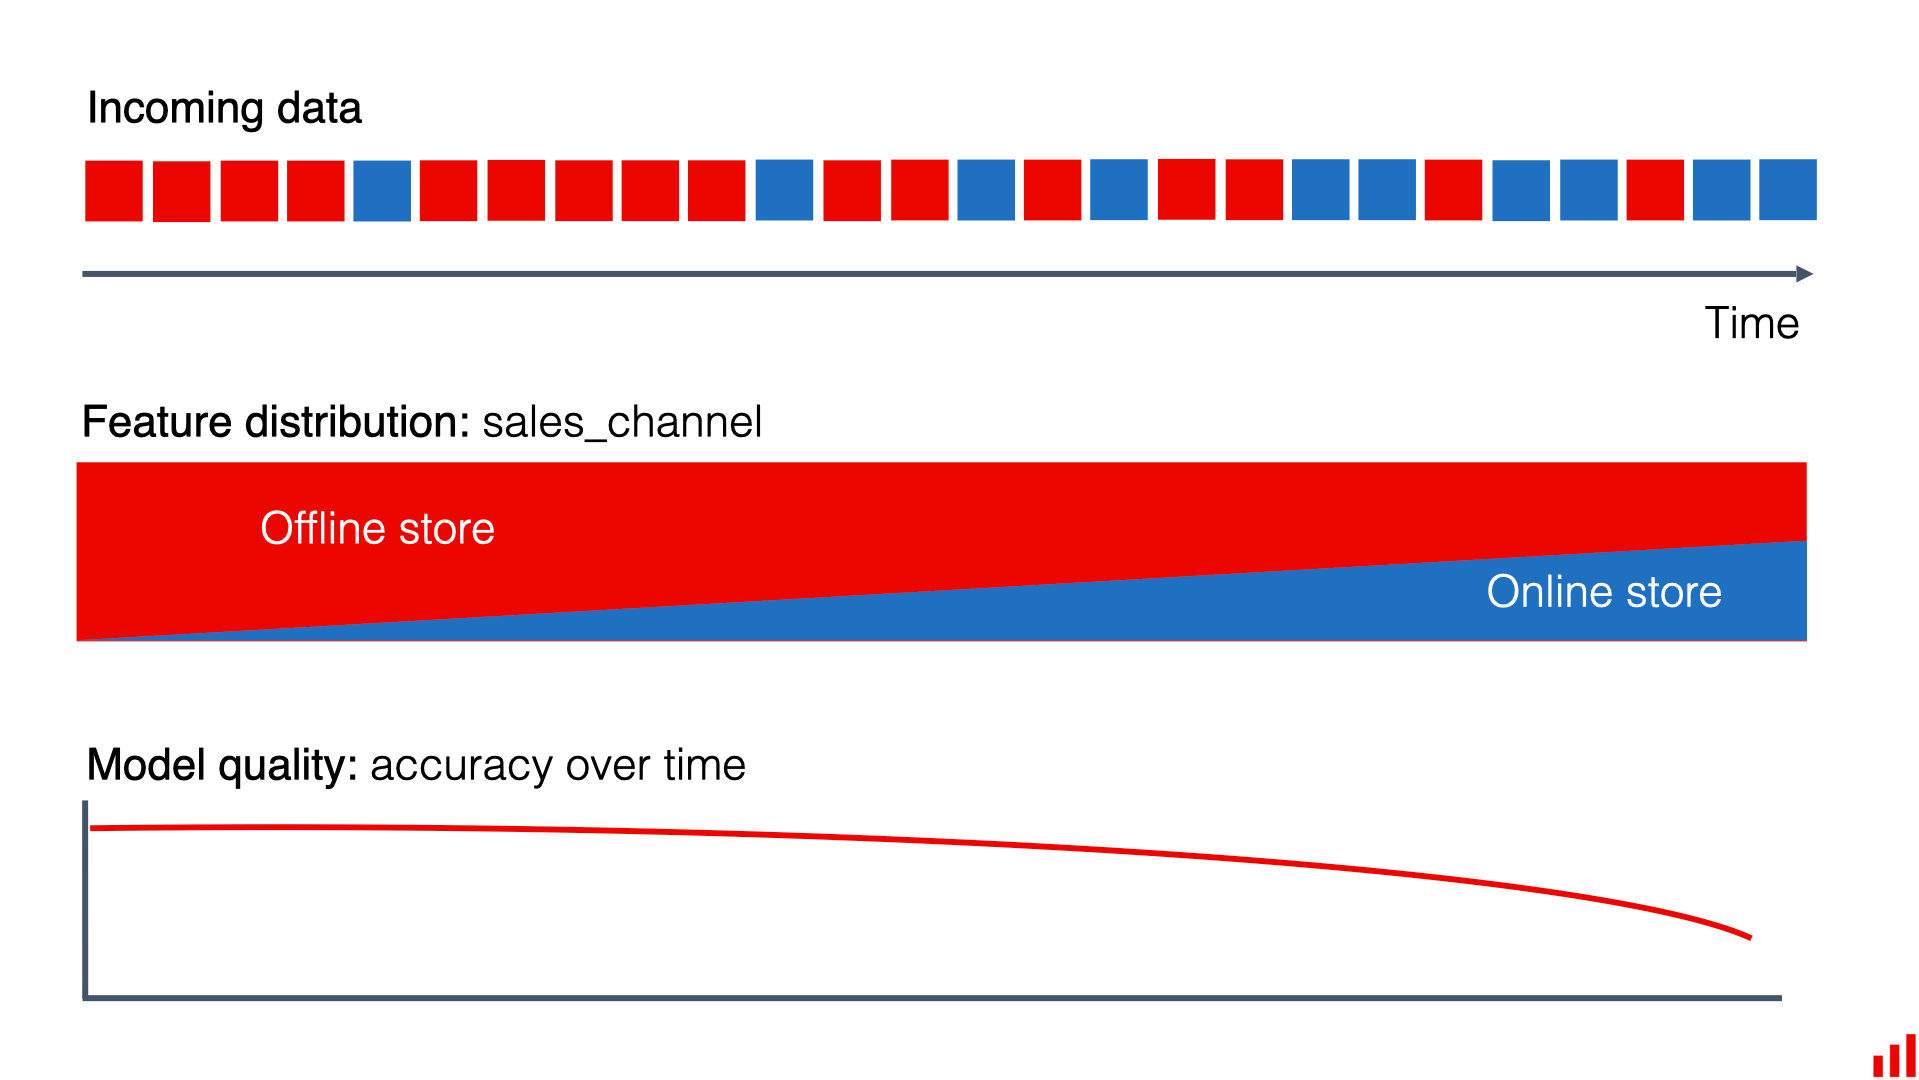 Incoming data
Time
Feature distribution: sales_channel
Offline store
Online store
Model quality: accuracy over time